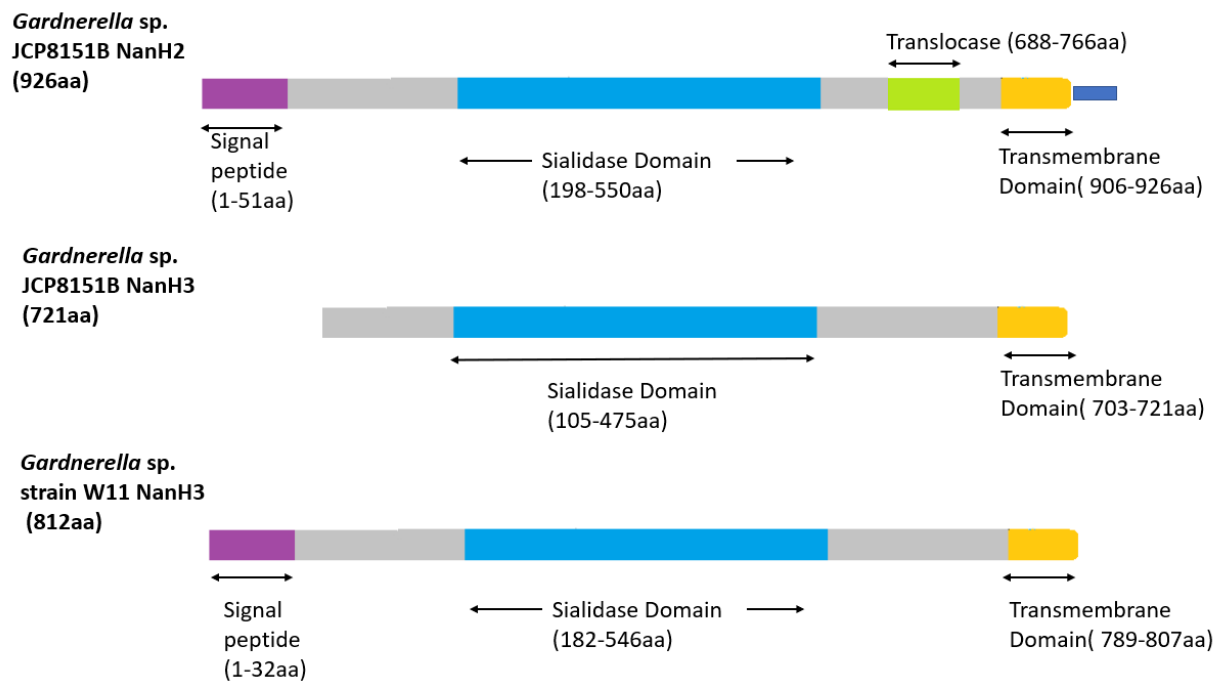 Gardnerella sp.
JCP8151B NanH2
(926aa)
Translocase (688-766aa)
Signal
peptide
(1-51aa)
Sialidase Domain
(198-550aa)
Transmembrane
Domain( 906-926aa)
Gardnerella sp.
JCP8151B NanH3
(721aa)
Sialidase Domain
(105-475aa)
Transmembrane
Domain( 703-721aa)
Gardnerella sp.
strain W11 NanH3
(812aa)
Signal
peptide
(1-32aa)
Sialidase Domain
(182-546aa)
Transmembrane
Domain( 789-807aa)